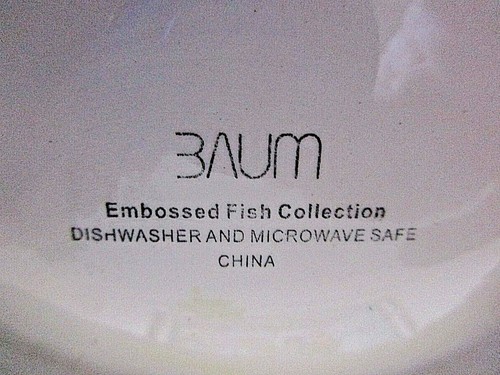 BAUM
Embossed Fish Collection
DISHWASHER AND MICROWAVE SAFE
CHINA